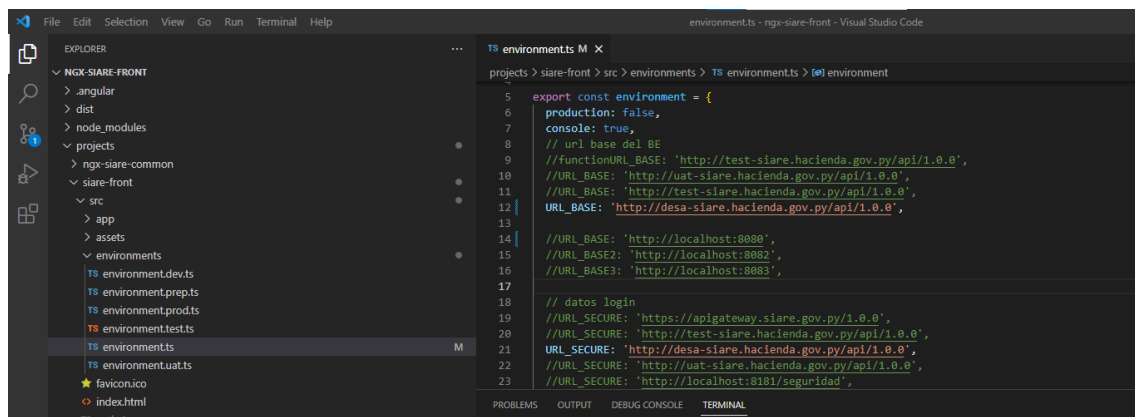 File Edit Selection View Go Run Terminal Help
environment.ts - ngx-siare-front - Visual Studio Code
EXPLORER ...
NGX-SIARE-FRONT
.angular
dist
node_modules
projects
ngx-siare-common
siare-front
src
app
assets
environments
TS environment.dev.ts
TS environment.prep.ts
TS environment.prod.ts
TS environment.test.ts
TS environment.ts M
TS environment.uat.ts
favicon.ico
<> index.html
1
TS environment.ts M X
projects > siare-front > src > environments > TS environment.ts > environment
5 export const environment = {
6 production: false,
7 console: true,
8 // url base del BE
9 //functionURL_BASE: 'http://test-siare.hacienda.gov.py/api/1.0.0',
10 //URL_BASE: 'http://uat-siare.hacienda.gov.py/api/1.0.0',
11 //URL_BASE: 'http://test-siare.hacienda.gov.py/api/1.0.0',
12 URL_BASE: 'http://desa-siare.hacienda.gov.py/api/1.0.0',
13
14 //URL_BASE: 'http://localhost:8080',
15 //URL_BASE2: 'http://localhost:8082',
16 //URL_BASE3: 'http://localhost:8083',
17
18 // datos login
19 //URL_SECURE: 'https://apigateway.siare.gov.py/1.0.0',
20 //URL_SECURE: 'http://test-siare.hacienda.gov.py/api/1.0.0',
21 URL_SECURE: 'http://desa-siare.hacienda.gov.py/api/1.0.0',
22 //URL_SECURE: 'http://uat-siare.hacienda.gov.py/api/1.0.0',
23 //URL_SECURE: 'http://localhost:8181/seguridad',
PROBLEMS OUTPUT DEBUG CONSOLE TERMINAL